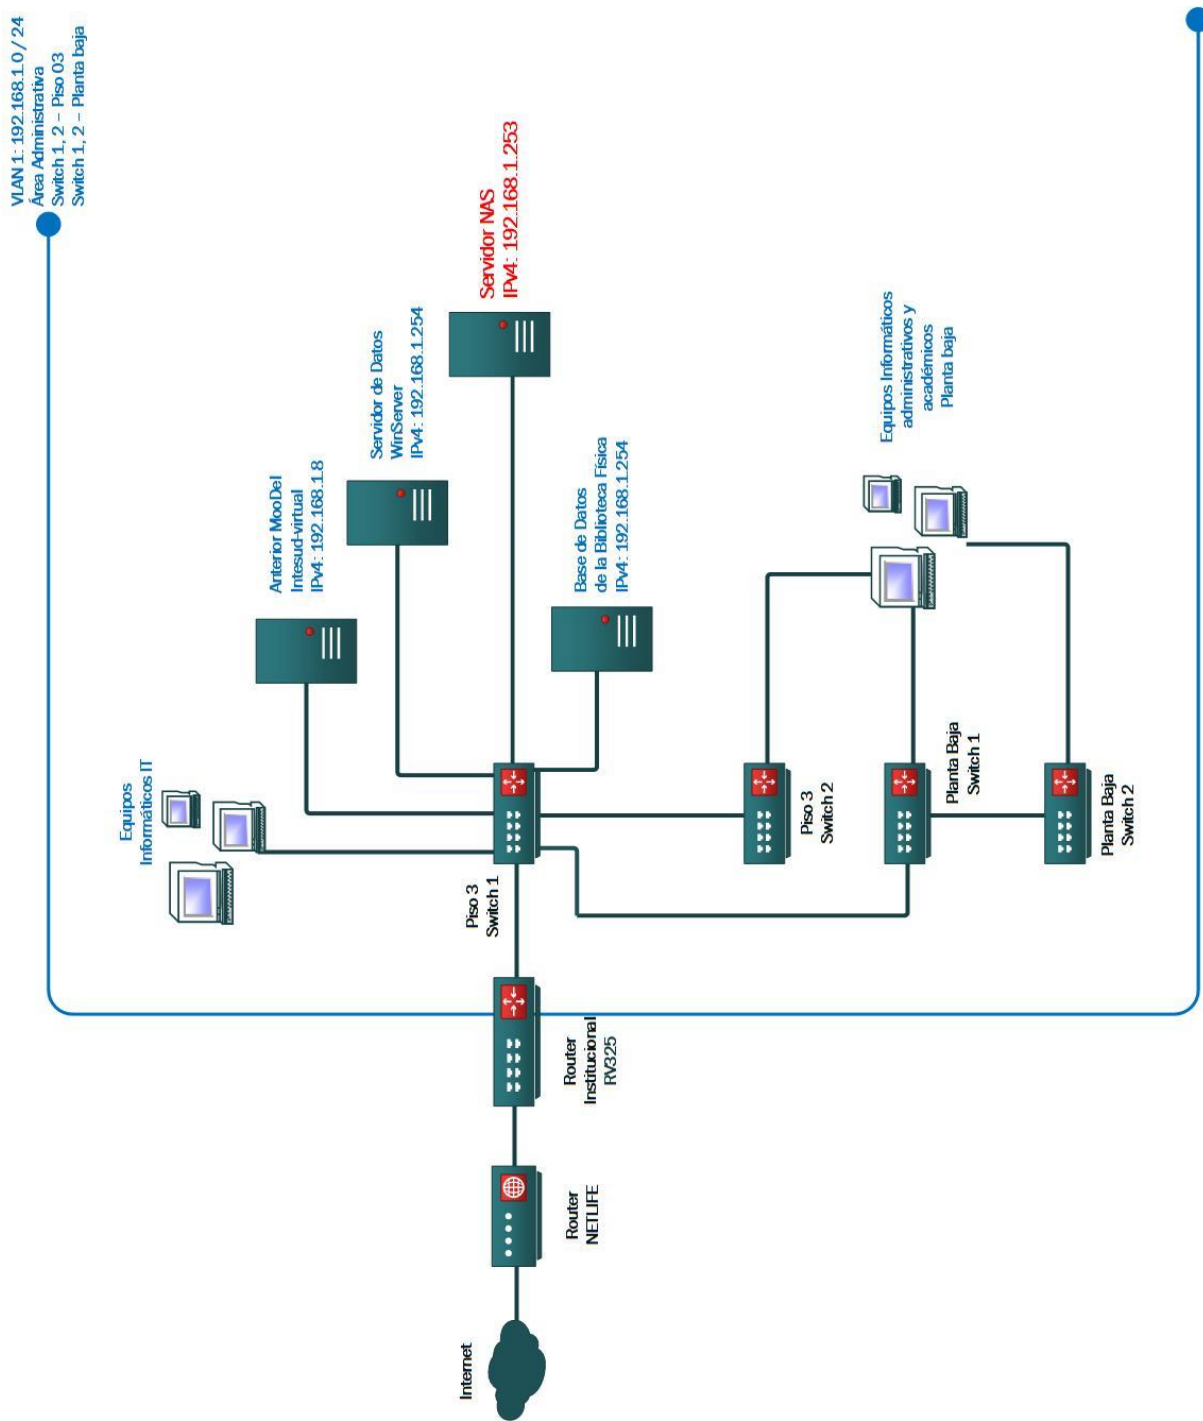 VLAN 1: 192.168.1.0 / 24
Área Administrativa
Switch 1, 2 – Piso 03
Switch 1, 2 – Planta baja
Equipos
Informáticos IT
Anterior MooDel
Intesud-virtual
IPv4: 192.168.1.8
Servidor de Datos
WinServer
IPv4: 192.168.1.254
Servidor NAS
IPv4: 192.168.1.253
Base de Datos
de la Biblioteca Física
IPv4: 192.168.1.254
Internet
Router
NETLIFE
Router
Institucional
RV325
Piso 3
Switch 1
Piso 3
Switch 2
Planta Baja
Switch 1
Planta Baja
Switch 2
Equipos Informáticos
administrativos y
académicos
Planta baja